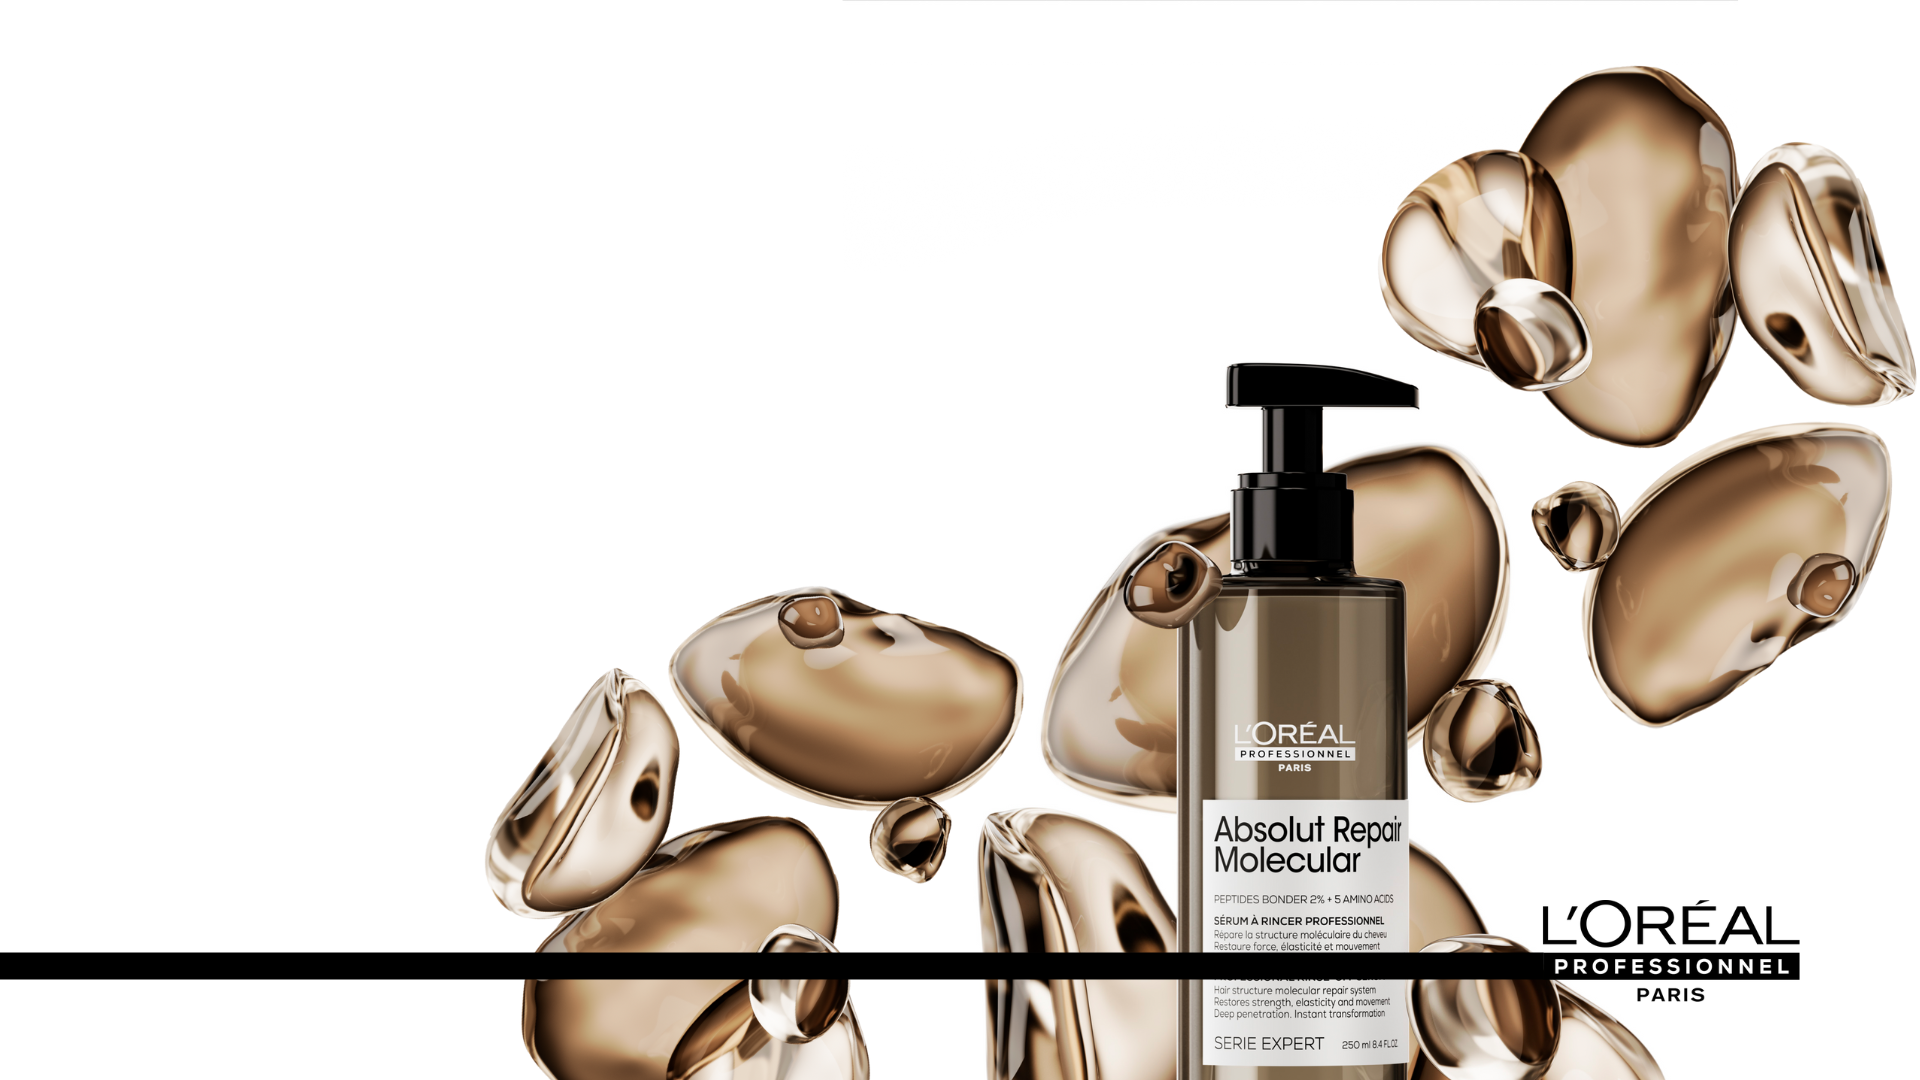 L'ORÉAL
PROFESSIONNEL
PARIS
Absolut Repair
Molecular
PEPTIDES BONDER 2% + 5 AMINO ACIDS
SÉRUM À RINCER PROFESSIONNEL
Répare la structure moléculaire du cheveu
Restaure force, élasticité et mouvement
Hair structure molecular repair system
Restores strength, elasticity and movement
Deep penetration. Instant transformation
SERIE EXPERT 250 ml 8.4 FL.OZ
L'ORÉAL
PROFESSIONNEL
PARIS